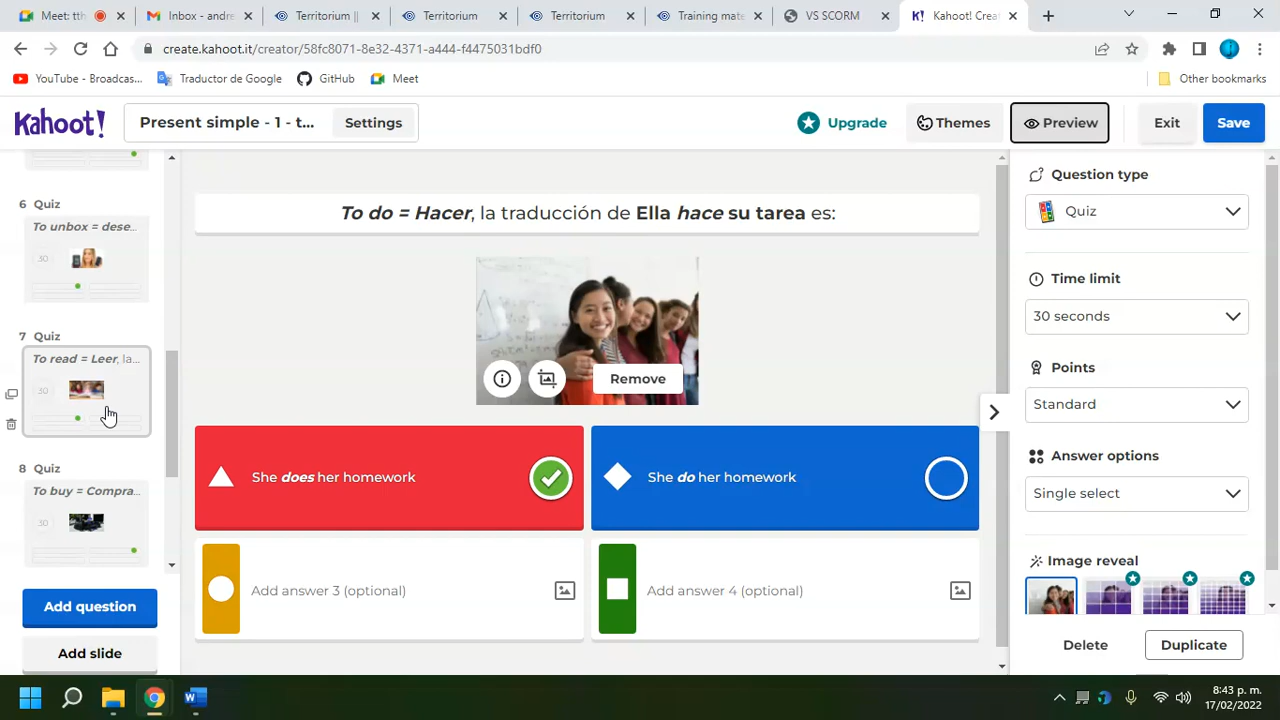 Meet: tth
Inbox - andre
Territorium ||
Territorium
Territorium
Training mate
VS SCORM
K! Kahoot! Crea
create.kahoot.it/creator/58fc8071-8e32-4371-a444-f4475031bdf0
YouTube - Broadcas...
Traductor de Google
GitHub
Meet
Other bookmarks
Kahoot!
Present simple - 1 - t...
Settings
Upgrade
Themes
Preview
Exit
Save
6 Quiz
To unbox = dese...
30
7 Quiz
To read = Leer, la...
30
8 Quiz
To buy = Compra...
30
Add question
Add slide
To do = Hacer, la traducción de Ella hace su tarea es:
Remove
She does her homework
She do her homework
Add answer 3 (optional)
Add answer 4 (optional)
Question type
Quiz
Time limit
30 seconds
Points
Standard
Answer options
Single select
Image reveal
Delete
Duplicate
8:43 p. m.
17/02/2022